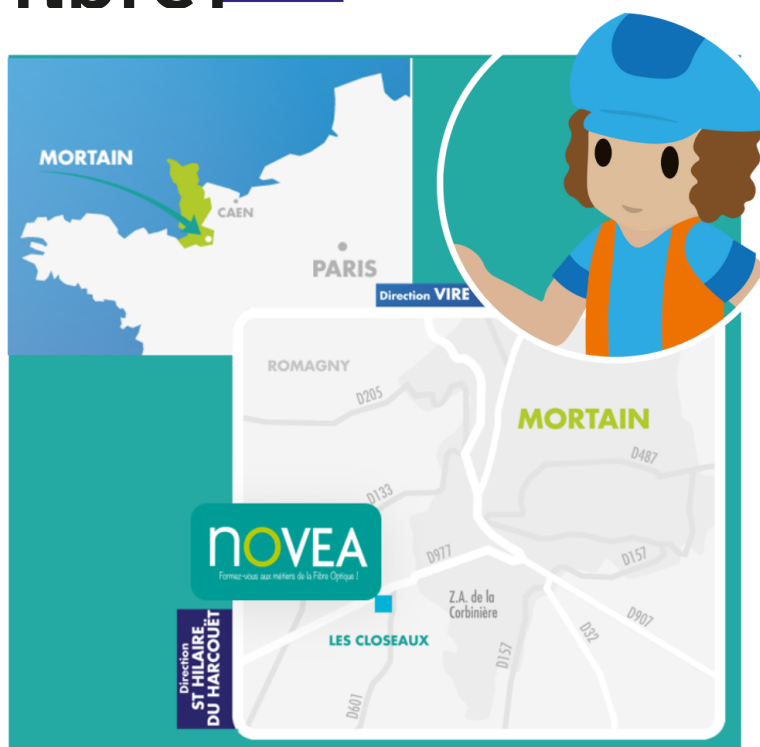 MORTAIN
CAEN
PARIS
Direction VIRE
ROMAGNY
D205
MORTAIN
D487
D133
NOVEA
Formez-vous aux métiers de la Fibre Optique !
D977
D157
Z.A. de la
Corbinière
D907
D32
LES CLOSEAUX
D157
Direction
ST HILAIRE
DU HARCOUËT
D601